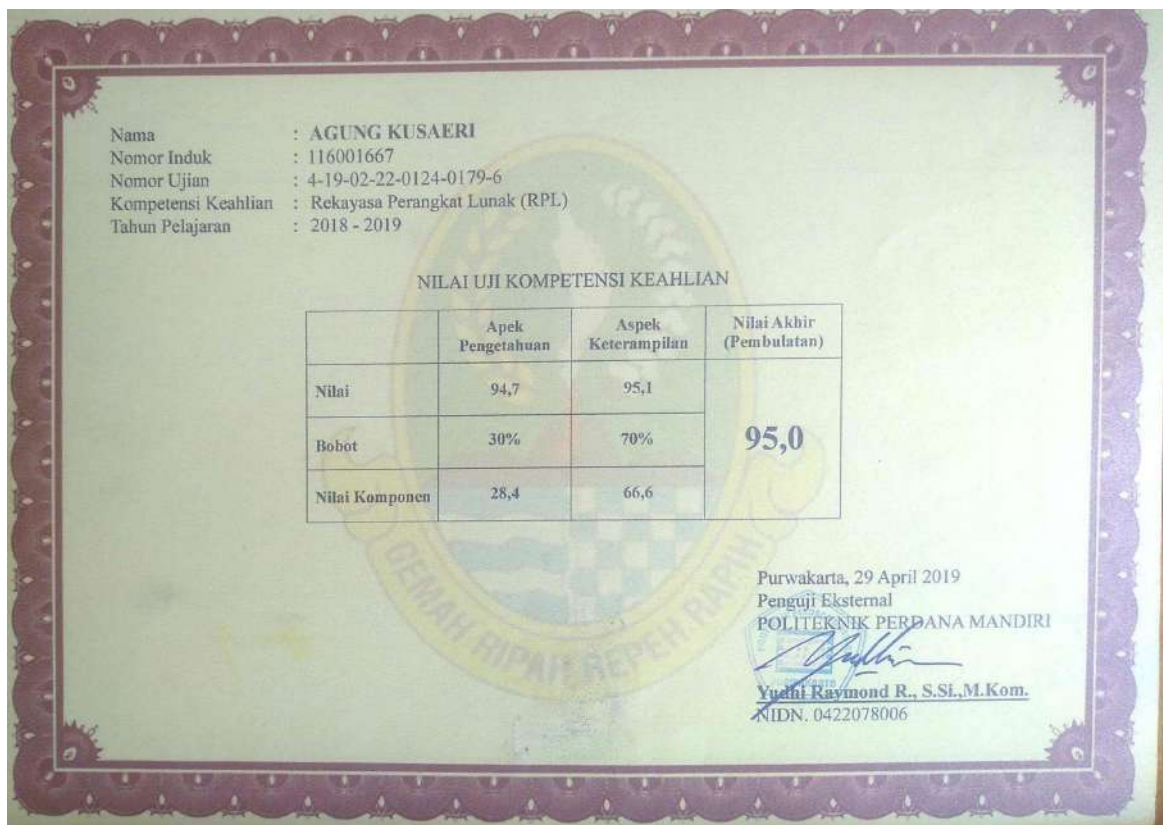 Nama : AGUNG KUSAERI
Nomor Induk : 116001667
Nomor Ujian : 4-19-02-22-0124-0179-6
Kompetensi Keahlian : Rekayasa Perangkat Lunak (RPL)
Tahun Pelajaran : 2018 - 2019
NILAI UJI KOMPETENSI KEAHLIAN
Apek Pengetahuan Aspek Keterampilan Nilai Akhir (Pembulatan)
Nilai 94,7 95,1
Bobot 30% 70% 95,0
Nilai Komponen 28,4 66,6
GEMAH RIPAH REPEH RAPIH
Purwakarta, 29 April 2019
Penguji Eksternal
POLITEKNIK PERDANA MANDIRI
Yudhi Raymond R., S.Si.,M.Kom.
NIDN. 0422078006